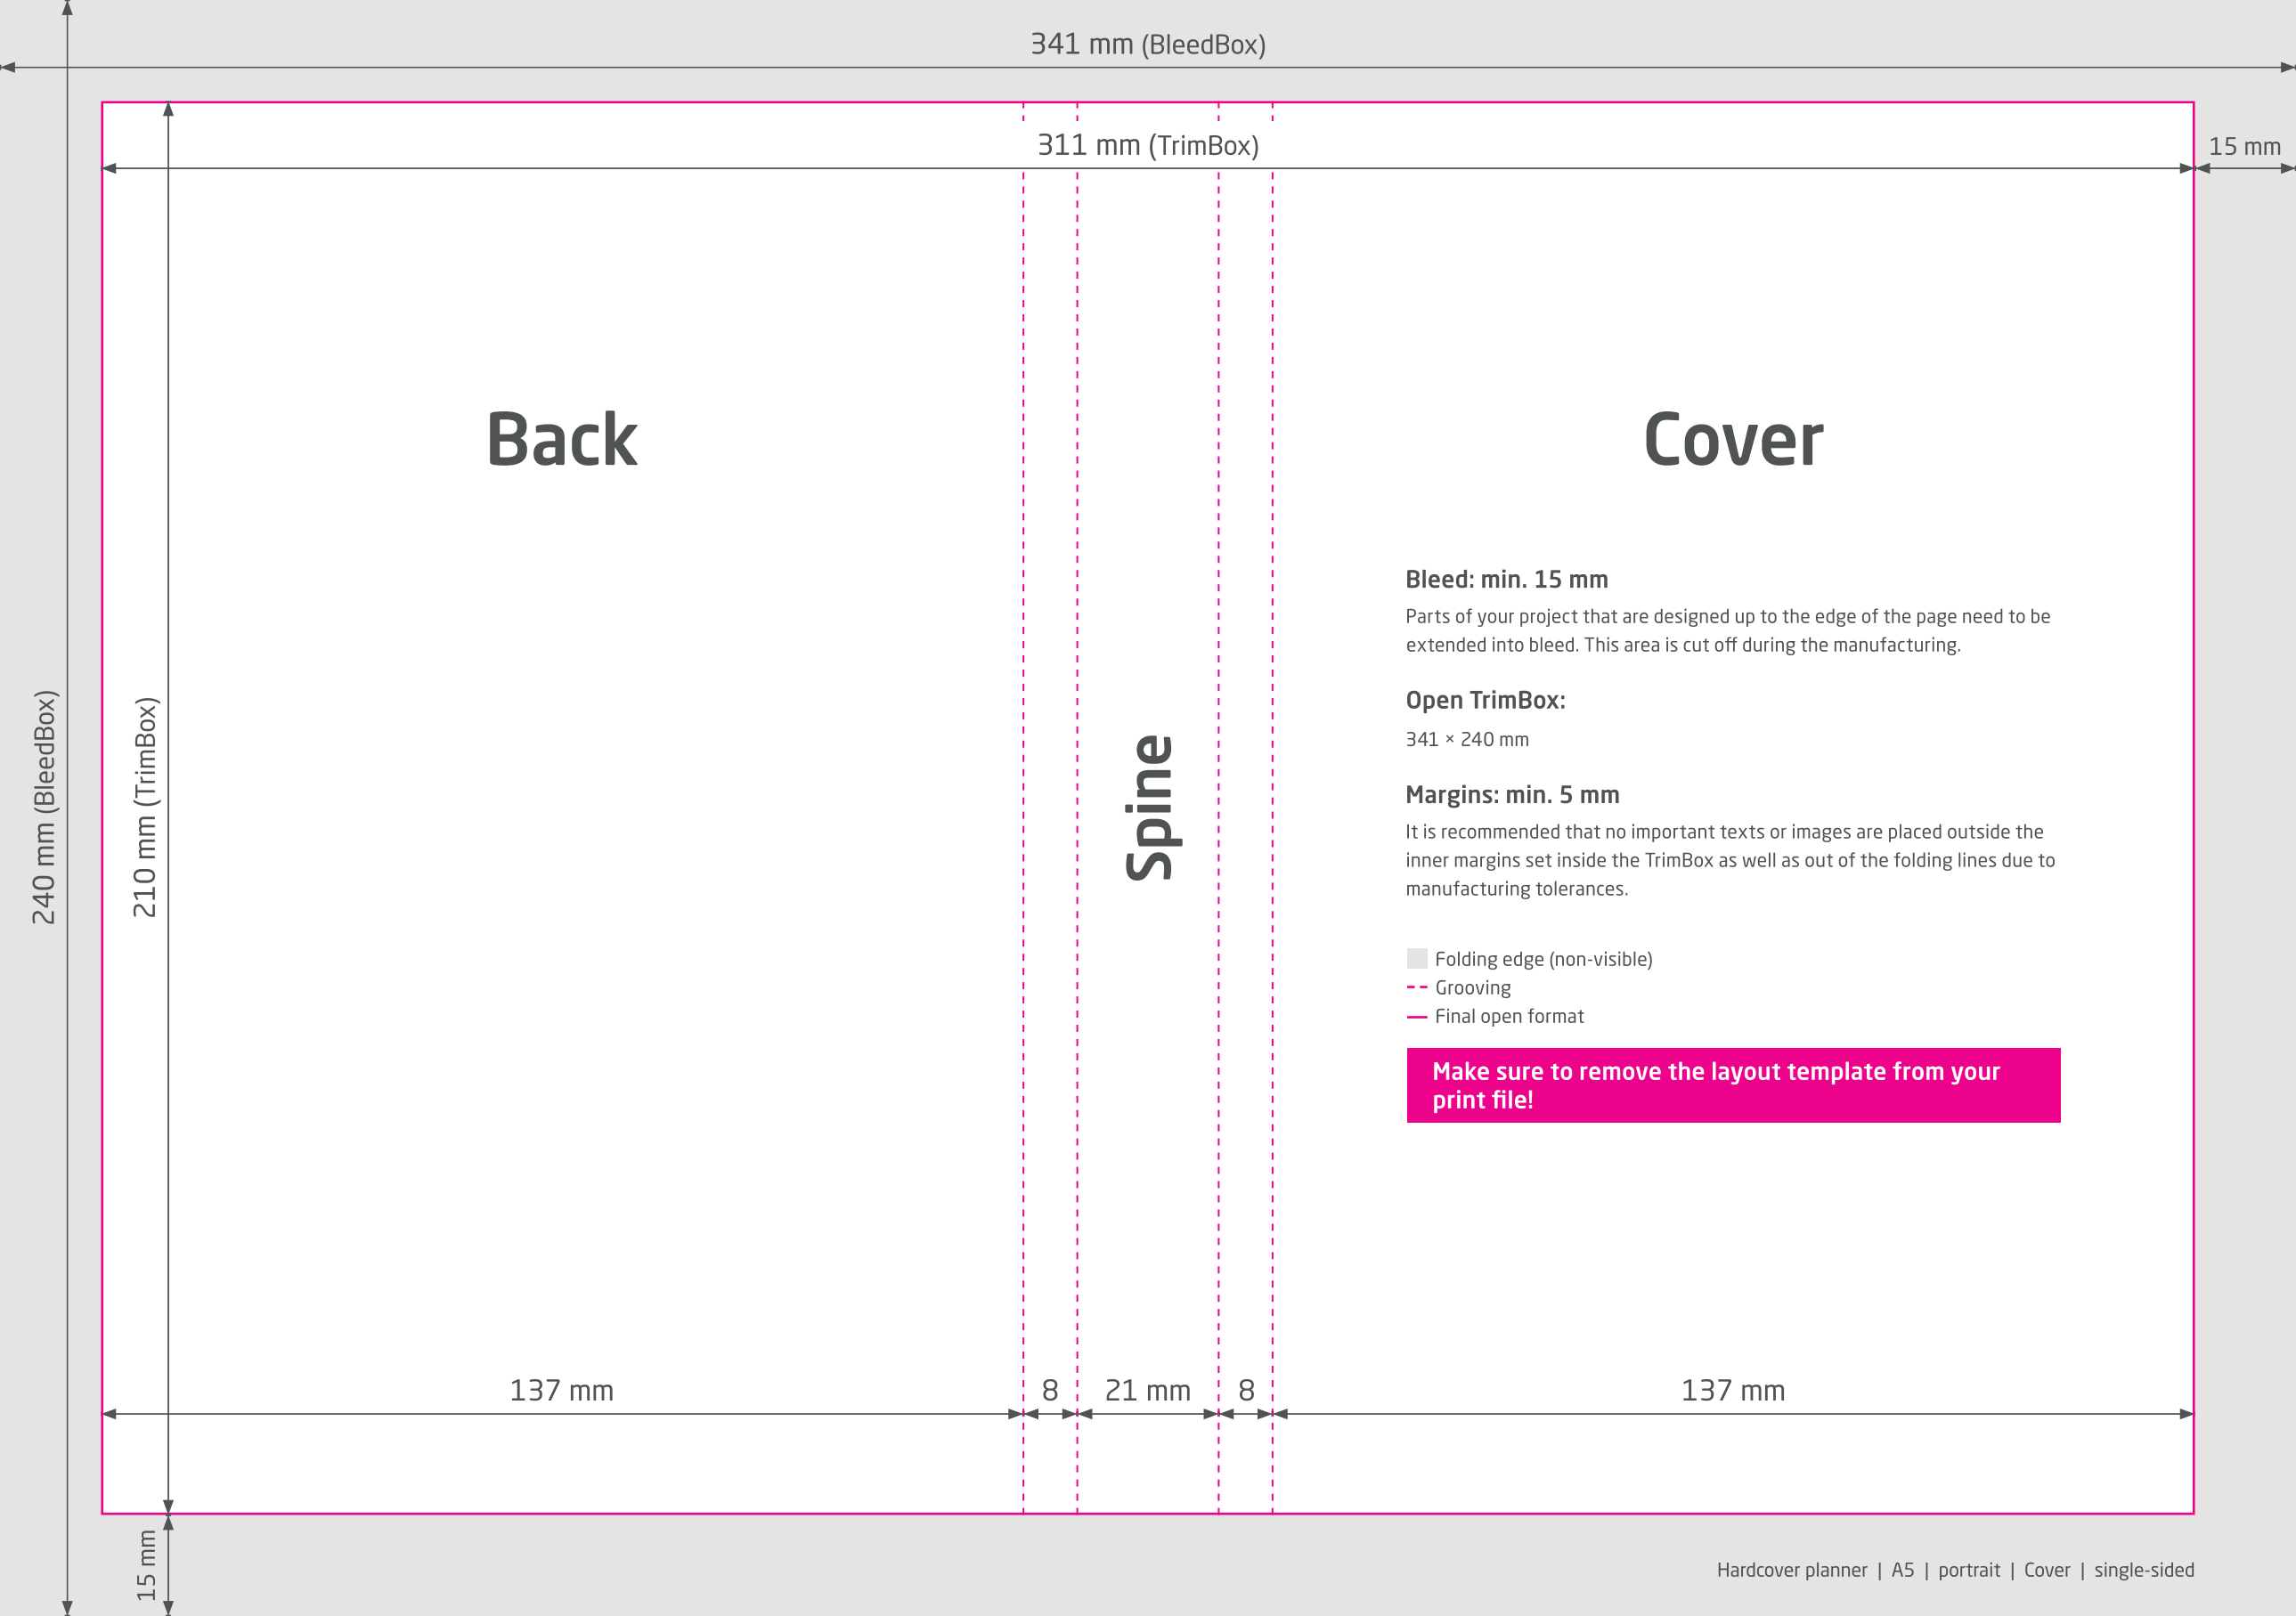 341 mm (BleedBox)
311 mm (TrimBox)
15 mm
240 mm (BleedBox)
210 mm (TrimBox)
Back
Spine
Cover
Bleed: min. 15 mm
Parts of your project that are designed up to the edge of the page need to be
extended into bleed. This area is cut off during the manufacturing.
Open TrimBox:
341 × 240 mm
Margins: min. 5 mm
It is recommended that no important texts or images are placed outside the
inner margins set inside the TrimBox as well as out of the folding lines due to
manufacturing tolerances.
Folding edge (non-visible)
Grooving
Final open format
Make sure to remove the layout template from your
print file!
137 mm
8
21 mm
8
137 mm
15 mm
Hardcover planner | A5 | portrait | Cover | single-sided